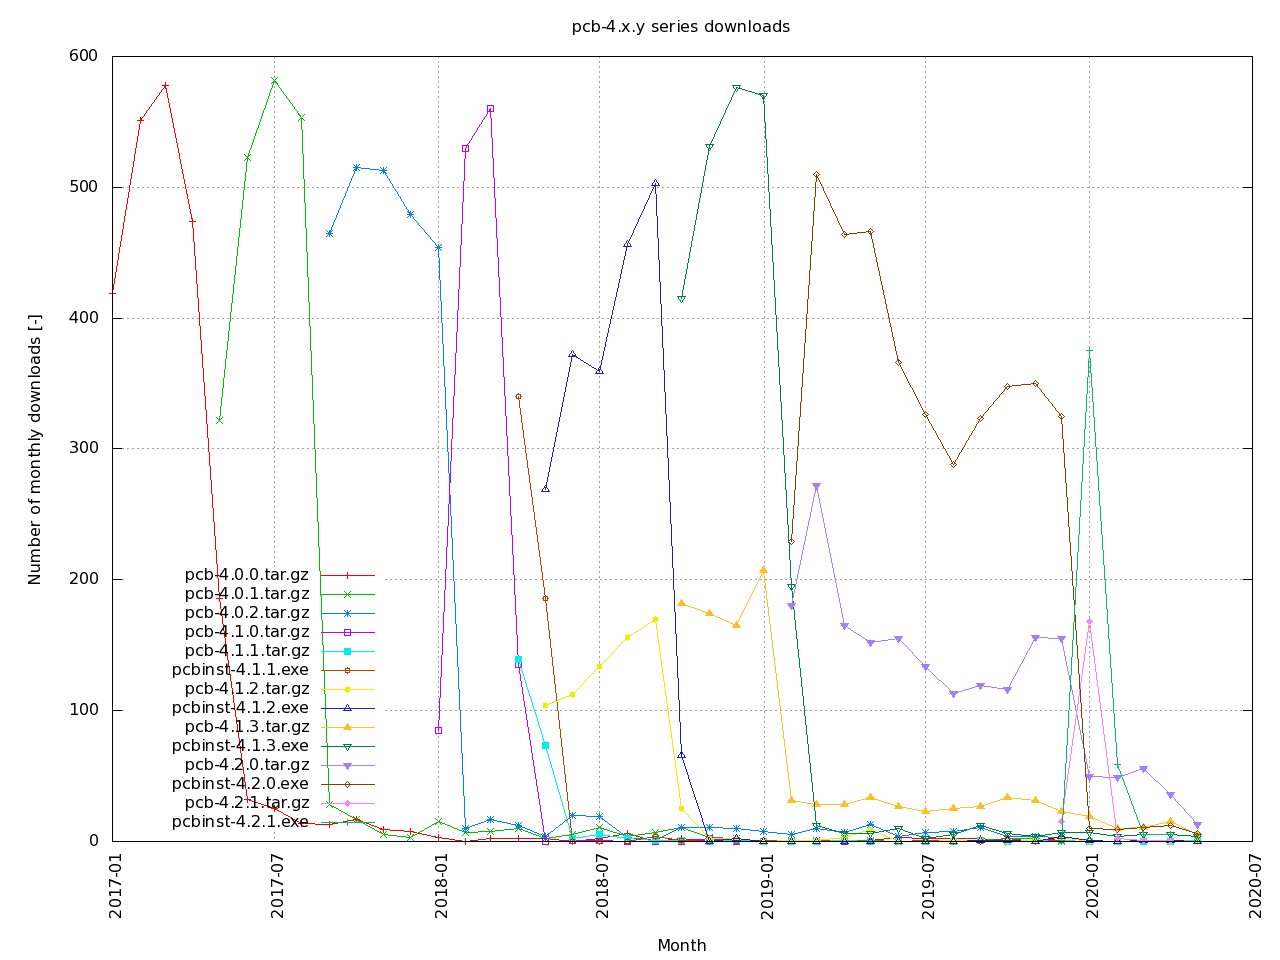 pcb-4.x.y series downloads
600
500
400
300
200
100
0
Number of monthly downloads [-]
pcb-4.0.0.tar.gz
pcb-4.0.1.tar.gz
pcb-4.0.2.tar.gz
pcb-4.1.0.tar.gz
pcb-4.1.1.tar.gz
pcbinst-4.1.1.exe
pcb-4.1.2.tar.gz
pcbinst-4.1.2.exe
pcb-4.1.3.tar.gz
pcbinst-4.1.3.exe
pcb-4.2.0.tar.gz
pcbinst-4.2.0.exe
pcb-4.2.1.tar.gz
pcbinst-4.2.1.exe
2017-01
2017-07
2018-01
2018-07
2019-01
2019-07
2020-01
2020-07
Month